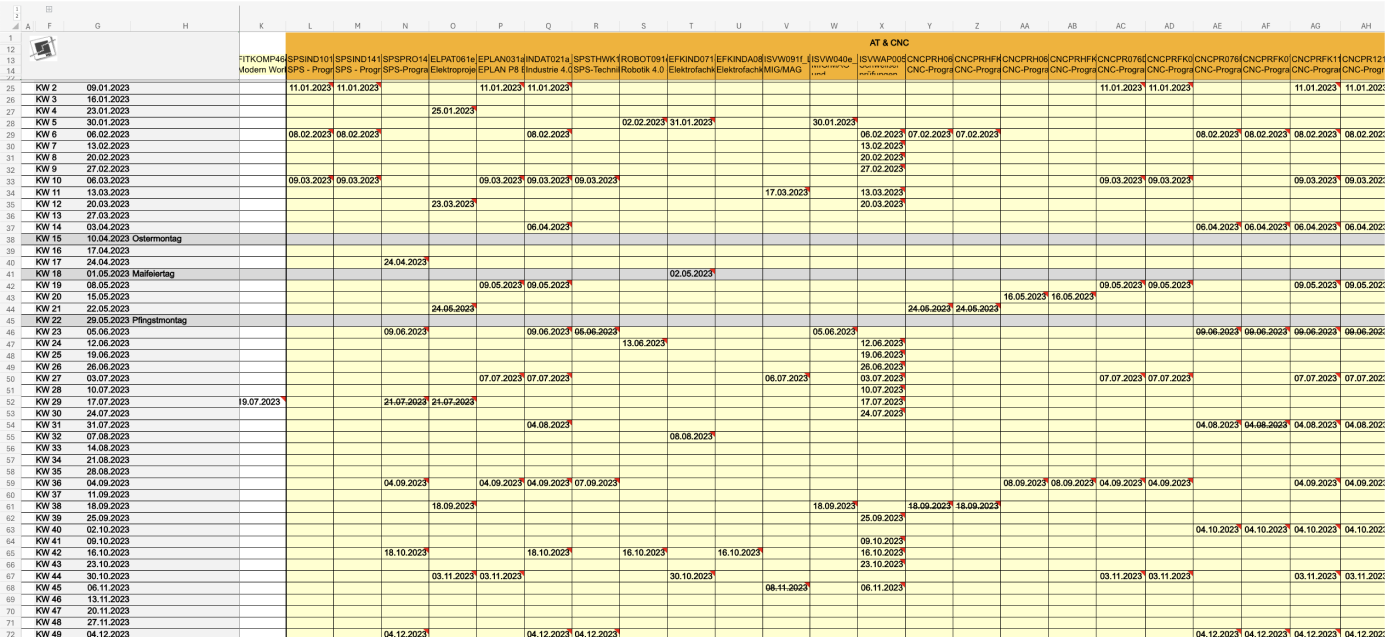 1
2
A F G H K L M N O P Q R S T U V W X Y Z AA AB AC AD AE AF AG AH
1 AT & CNC
12
13 FITKOMP46 SPSIND101 SPSIND141 SPSPRO14 ELPAT061e EPLAN031a INDAT021a SPSTHWK1 ROBOT091 EFKIND071 EFKINDA08 ISVW091f_I ISVW040e_ ISVWAP005 CNCPRH06 CNCPRHFK CNCPRH06 CNCPRHFK CNCPR076D CNCPRFK0 CNCPR076I CNCPRFK0 CNCPRFK11 CNCPR121
14 Modern Worl SPS - Progr SPS - Progr SPS-Progra Elektroproje EPLAN P8 E Industrie 4.0 SPS-Technil Robotik 4.0 Elektrofachk Elektrofachk MIG/MAG und prüfungen CNC-Progra CNC-Progra CNC-Progra CNC-Progra CNC-Progra CNC-Progra CNC-Progra CNC-Progra CNC-Progra CNC-Progr
25 KW 2 09.01.2023 11.01.2023 11.01.2023 11.01.2023 11.01.2023 11.01.2023 11.01.2023 11.01.2023 11.01.2023
26 KW 3 16.01.2023
27 KW 4 23.01.2023 25.01.2023
28 KW 5 30.01.2023 02.02.2023 31.01.2023 30.01.2023
29 KW 6 06.02.2023 08.02.2023 08.02.2023 08.02.2023 06.02.2023 07.02.2023 07.02.2023 08.02.2023 08.02.2023 08.02.2023 08.02.2023
30 KW 7 13.02.2023 13.02.2023
31 KW 8 20.02.2023 20.02.2023
32 KW 9 27.02.2023 27.02.2023
33 KW 10 06.03.2023 09.03.2023 09.03.2023 09.03.2023 09.03.2023 09.03.2023 09.03.2023 09.03.2023 09.03.2023 09.03.2023
34 KW 11 13.03.2023 17.03.2023 13.03.2023
35 KW 12 20.03.2023 23.03.2023 20.03.2023
36 KW 13 27.03.2023
37 KW 14 03.04.2023 06.04.2023 06.04.2023 06.04.2023 06.04.2023 06.04.2023
38 KW 15 10.04.2023 Ostermontag
39 KW 16 17.04.2023
40 KW 17 24.04.2023 24.04.2023
41 KW 18 01.05.2023 Maifeiertag 02.05.2023
42 KW 19 08.05.2023 09.05.2023 09.05.2023 09.05.2023 09.05.2023 09.05.2023 09.05.2023
43 KW 20 15.05.2023 16.05.2023 16.05.2023
44 KW 21 22.05.2023 24.05.2023 24.05.2023 24.05.2023
45 KW 22 29.05.2023 Pfingstmontag
46 KW 23 05.06.2023 09.06.2023 09.06.2023 05.06.2023 05.06.2023 09.06.2023 09.06.2023 09.06.2023 09.06.2023
47 KW 24 12.06.2023 13.06.2023 12.06.2023
48 KW 25 19.06.2023 19.06.2023
49 KW 26 26.06.2023 26.06.2023
50 KW 27 03.07.2023 07.07.2023 07.07.2023 06.07.2023 03.07.2023 07.07.2023 07.07.2023 07.07.2023 07.07.2023
51 KW 28 10.07.2023 10.07.2023
52 KW 29 17.07.2023 19.07.2023 21.07.2023 21.07.2023 17.07.2023
53 KW 30 24.07.2023 24.07.2023
54 KW 31 31.07.2023 04.08.2023 04.08.2023 04.08.2023 04.08.2023 04.08.2023
55 KW 32 07.08.2023 08.08.2023
56 KW 33 14.08.2023
57 KW 34 21.08.2023
58 KW 35 28.08.2023
59 KW 36 04.09.2023 04.09.2023 04.09.2023 04.09.2023 07.09.2023 08.09.2023 08.09.2023 04.09.2023 04.09.2023 04.09.2023 04.09.2023
60 KW 37 11.09.2023
61 KW 38 18.09.2023 18.09.2023 18.09.2023 18.09.2023 18.09.2023
62 KW 39 25.09.2023 25.09.2023
63 KW 40 02.10.2023 04.10.2023 04.10.2023 04.10.2023 04.10.2023
64 KW 41 09.10.2023 09.10.2023
65 KW 42 16.10.2023 18.10.2023 18.10.2023 16.10.2023 16.10.2023 16.10.2023
66 KW 43 23.10.2023 23.10.2023
67 KW 44 30.10.2023 03.11.2023 03.11.2023 30.10.2023 03.11.2023 03.11.2023 03.11.2023 03.11.2023
68 KW 45 06.11.2023 08.11.2023 06.11.2023
69 KW 46 13.11.2023
70 KW 47 20.11.2023
71 KW 48 27.11.2023
72 KW 49 04.12.2023 04.12.2023 04.12.2023 04.12.2023 04.12.2023 04.12.2023 04.12.2023 04.12.2023